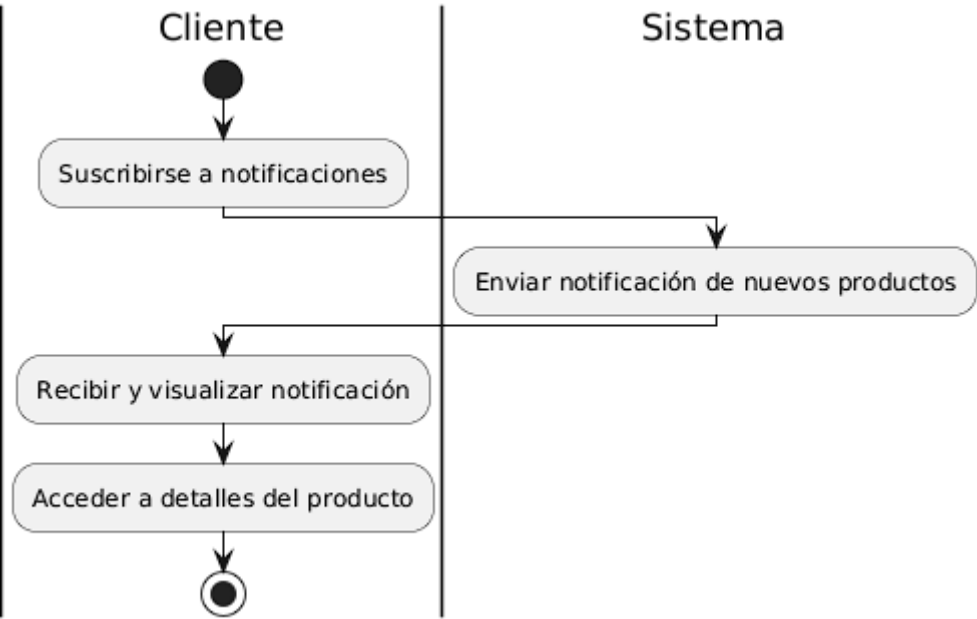 Cliente
Sistema
Suscribirse a notificaciones
Enviar notificación de nuevos productos
Recibir y visualizar notificación
Acceder a detalles del producto